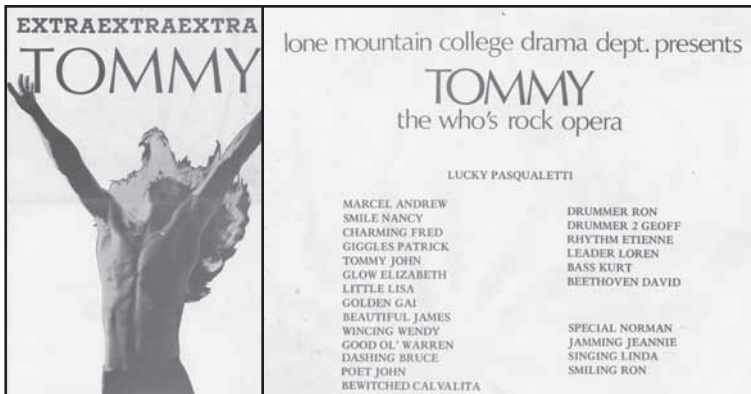 EXTRAEXTRAEXTRA
TOMMY
lone mountain college drama dept. presents
TOMMY
the who's rock opera
LUCKY PASQUALETTI
MARCEL ANDREW
SMILE NANCY
CHARMING FRED
GIGGLES PATRICK
TOMMY JOHN
GLOW ELIZABETH
LITTLE LISA
GOLDEN GAI
BEAUTIFUL JAMES
WINCING WENDY
GOOD OL' WARREN
DASHING BRUCE
POET JOHN
BEWITCHED CALVALITA
DRUMMER RON
DRUMMER 2 GEOFF
RHYTHM ETIENNE
LEADER LOREN
BASS KURT
BEETHOVEN DAVID
SPECIAL NORMAN
JAMMING JEANNIE
SINGING LINDA
SMILING RON